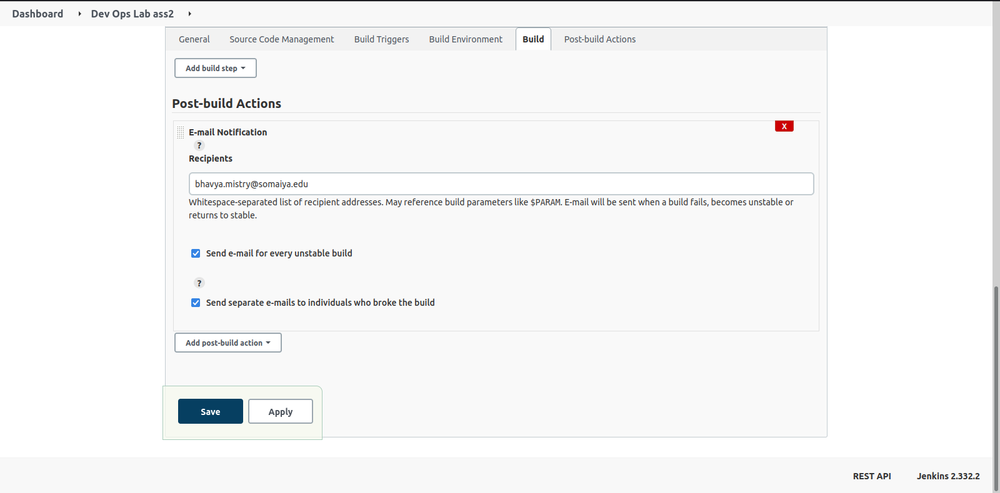 Dashboard Dev Ops Lab ass2
General Source Code Management Build Triggers Build Environment Build Post-build Actions
Add build step
Post-build Actions
X
E-mail Notification
?
Recipients
bhavya.mistry@somaiya.edu
Whitespace-separated list of recipient addresses. May reference build parameters like $PARAM. E-mail will be sent when a build fails, becomes unstable or
returns to stable.
Send e-mail for every unstable build
?
Send separate e-mails to individuals who broke the build
Add post-build action
Save Apply
REST API Jenkins 2.332.2